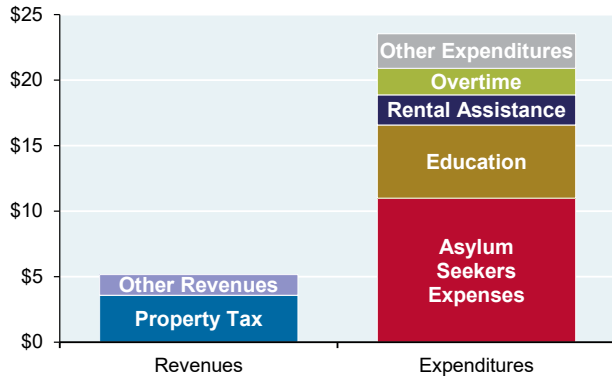 $25
$20
$15
$10
$5
$0
Other Revenues
Property Tax
Other Expenditures
Overtime
Rental Assistance
Education
Asylum
Seekers
Expenses
Revenues
Expenditures